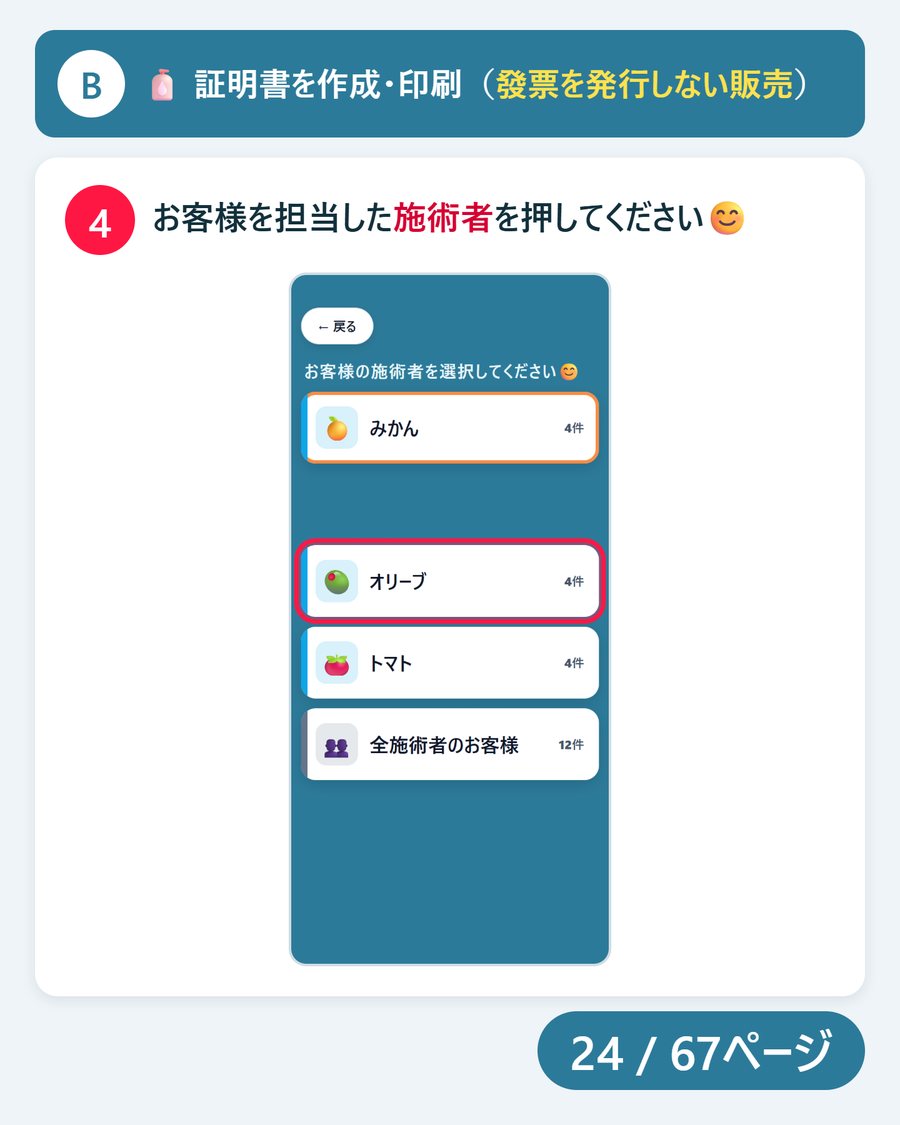 B 証明書を作成・印刷（發票を発行しない販売）
4 お客様を担当した施術者を押してください😊
← 戻る
お客様の施術者を選択してください😊
みかん 4件
オリーブ 4件
トマト 4件
全施術者のお客様 12件
24 / 67ページ